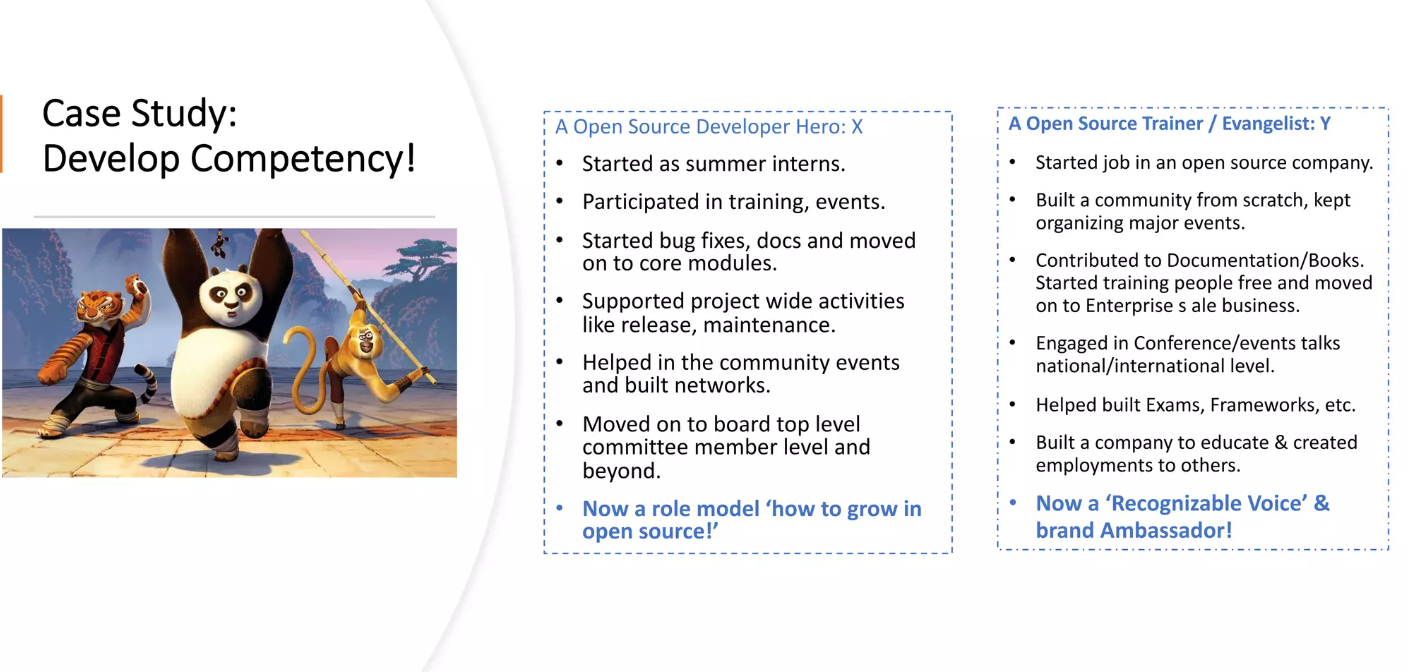 Case Study:
Develop Competency!
A Open Source Developer Hero: X
• Started as summer interns.
• Participated in training, events.
• Started bug fixes, docs and moved
on to core modules.
• Supported project wide activities
like release, maintenance.
• Helped in the community events
and built networks.
• Moved on to board top level
committee member level and
beyond.
• Now a role model ‘how to grow in
open source!’
A Open Source Trainer / Evangelist: Y
• Started job in an open source company.
• Built a community from scratch, kept
organizing major events.
• Contributed to Documentation/Books.
Started training people free and moved
on to Enterprise s ale business.
• Engaged in Conference/events talks
national/international level.
• Helped built Exams, Frameworks, etc.
• Built a company to educate & created
employments to others.
• Now a ‘Recognizable Voice’ &
brand Ambassador!